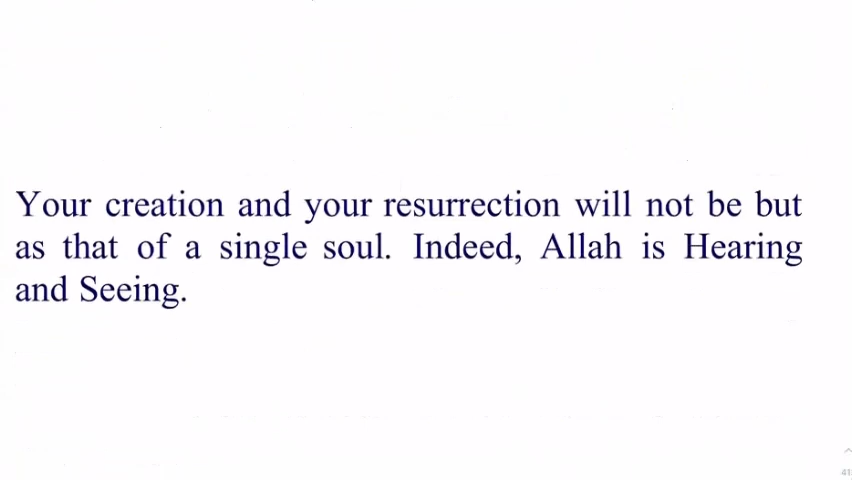 Your creation and your resurrection will not be but
as that of a single soul. Indeed, Allah is Hearing
and Seeing.